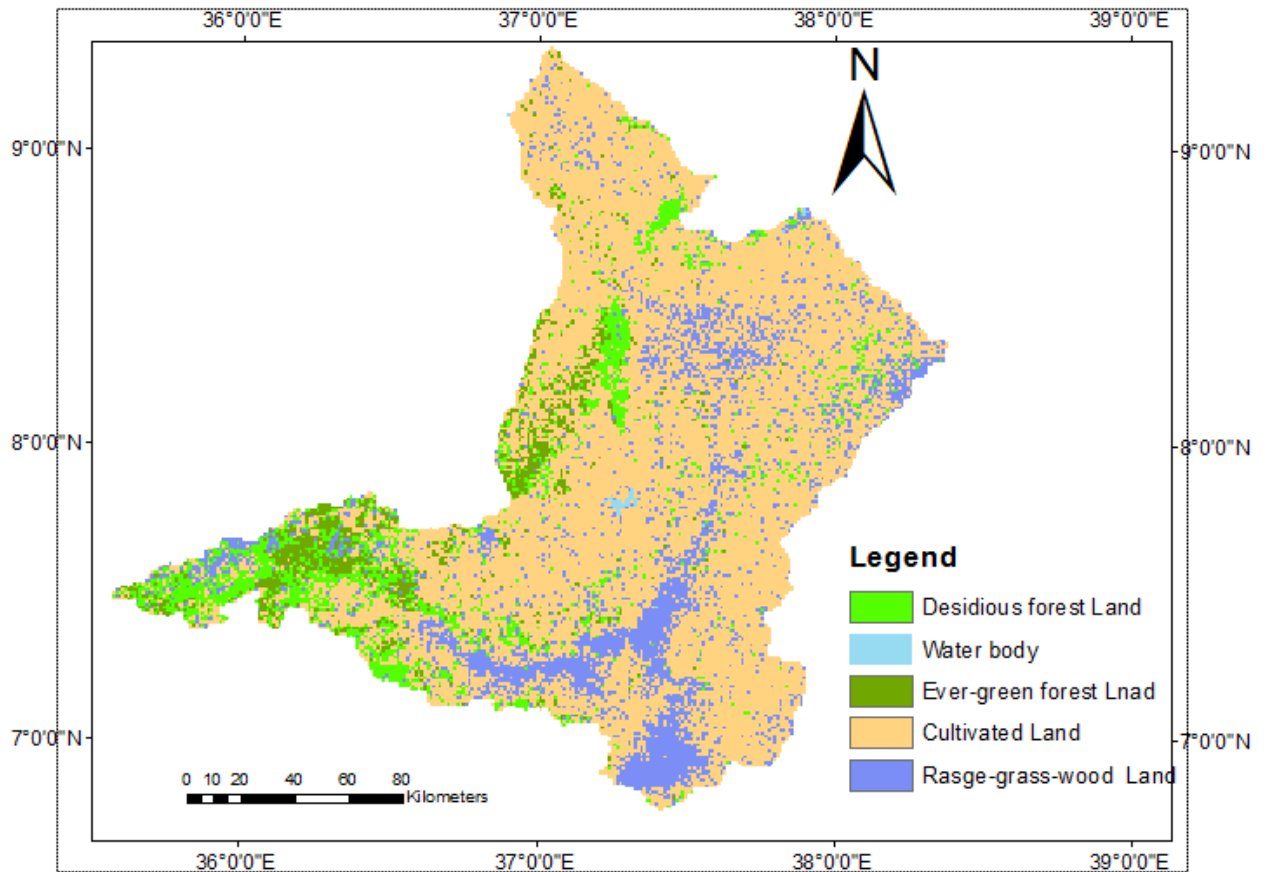 36°0'0"E 37°0'0"E 38°0'0"E 39°0'0"E
N
9°0'0"N 9°0'0"N
8°0'0"N 8°0'0"N
Legend
Desidious forest Land
Water body
Ever-green forest Lnad
Cultivated Land
7°0'0"N 7°0'0"N
Rasge-grass-wood Land
0 10 20 40 60 80
Kilometers
36°0'0"E 37°0'0"E 38°0'0"E 39°0'0"E